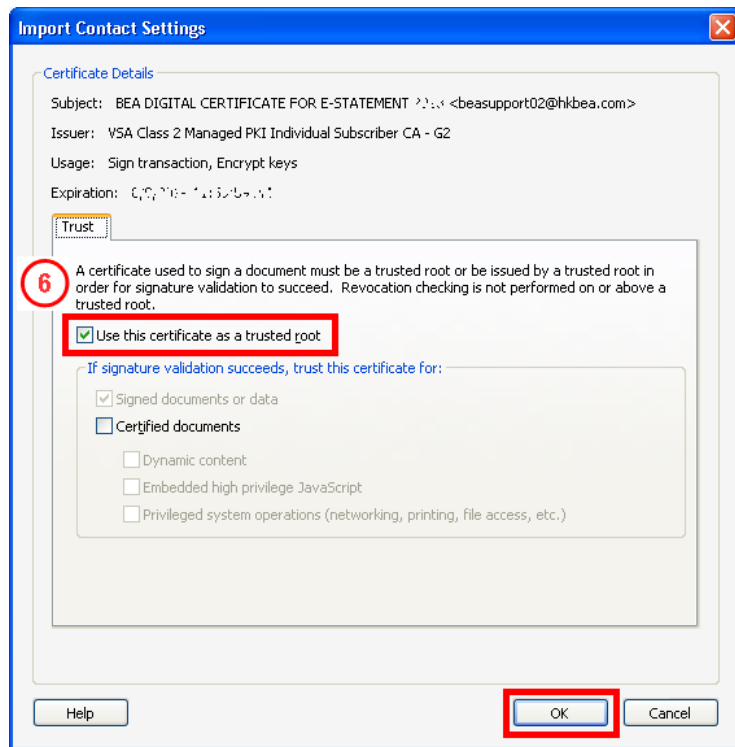 Import Contact Settings
Certificate Details
Subject: BEA DIGITAL CERTIFICATE FOR E-STATEMENT <beasupport02@hkbea.com>
Issuer: VSA Class 2 Managed PKI Individual Subscriber CA - G2
Usage: Sign transaction, Encrypt keys
Expiration:
Trust
6
A certificate used to sign a document must be a trusted root or be issued by a trusted root in
order for signature validation to succeed. Revocation checking is not performed on or above a
trusted root.
Use this certificate as a trusted root
If signature validation succeeds, trust this certificate for:
Signed documents or data
Certified documents
Dynamic content
Embedded high privilege JavaScript
Privileged system operations (networking, printing, file access, etc.)
Help
OK
Cancel